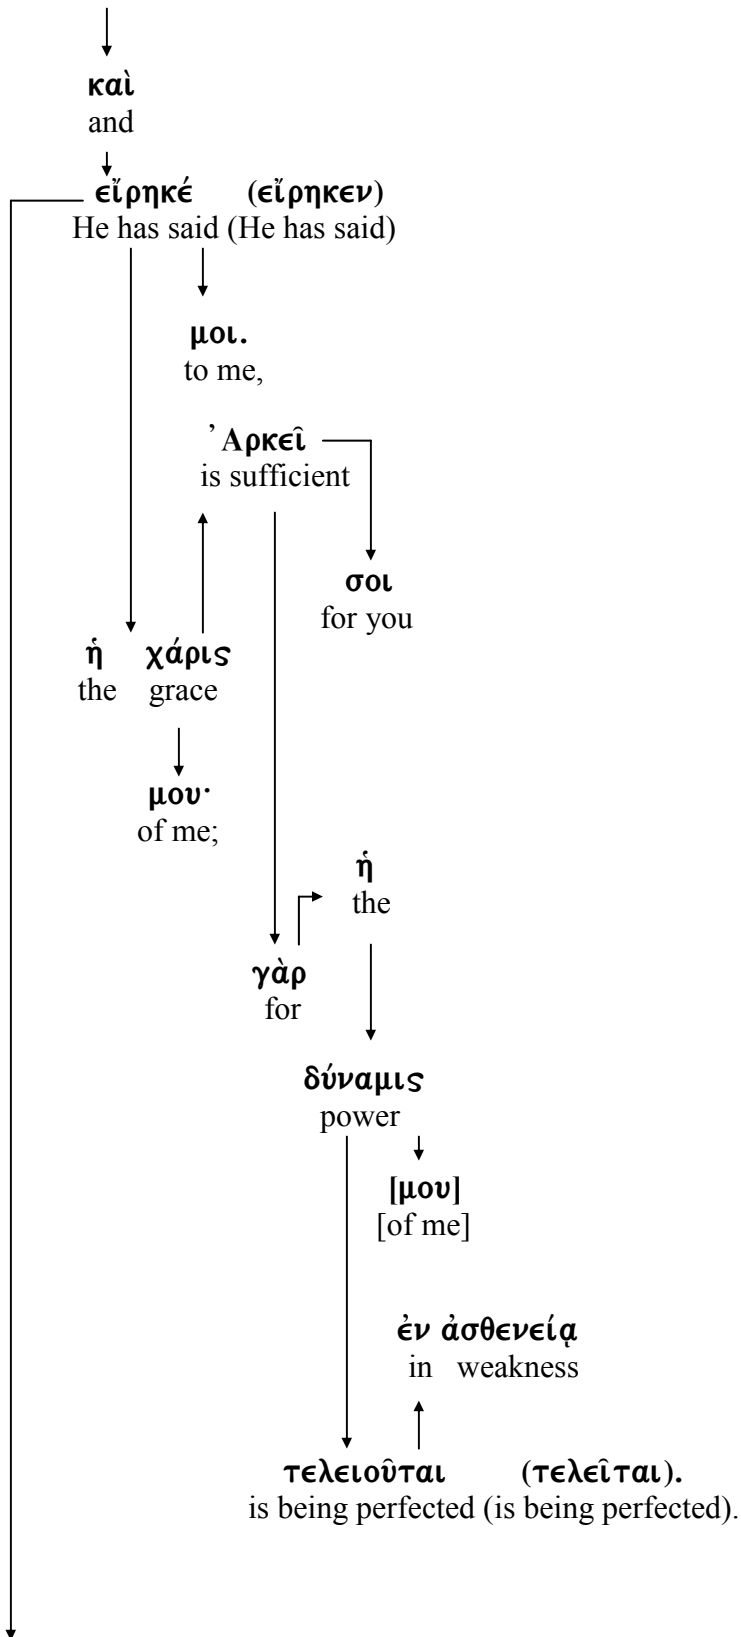 καὶ
and
εἴρηκέ (εἴρηκεν)
He has said (He has said)
μοι.
to me,
᾿Αρκεῖ
is sufficient
σοι
for you
ἡ χάρις
the grace
μου·
of me;
ἡ
the
γὰρ
for
δύναμις
power
[μου]
[of me]
ἐν ἀσθενείᾳ
in weakness
τελειοῦται (τελεῖται).
is being perfected (is being perfected).